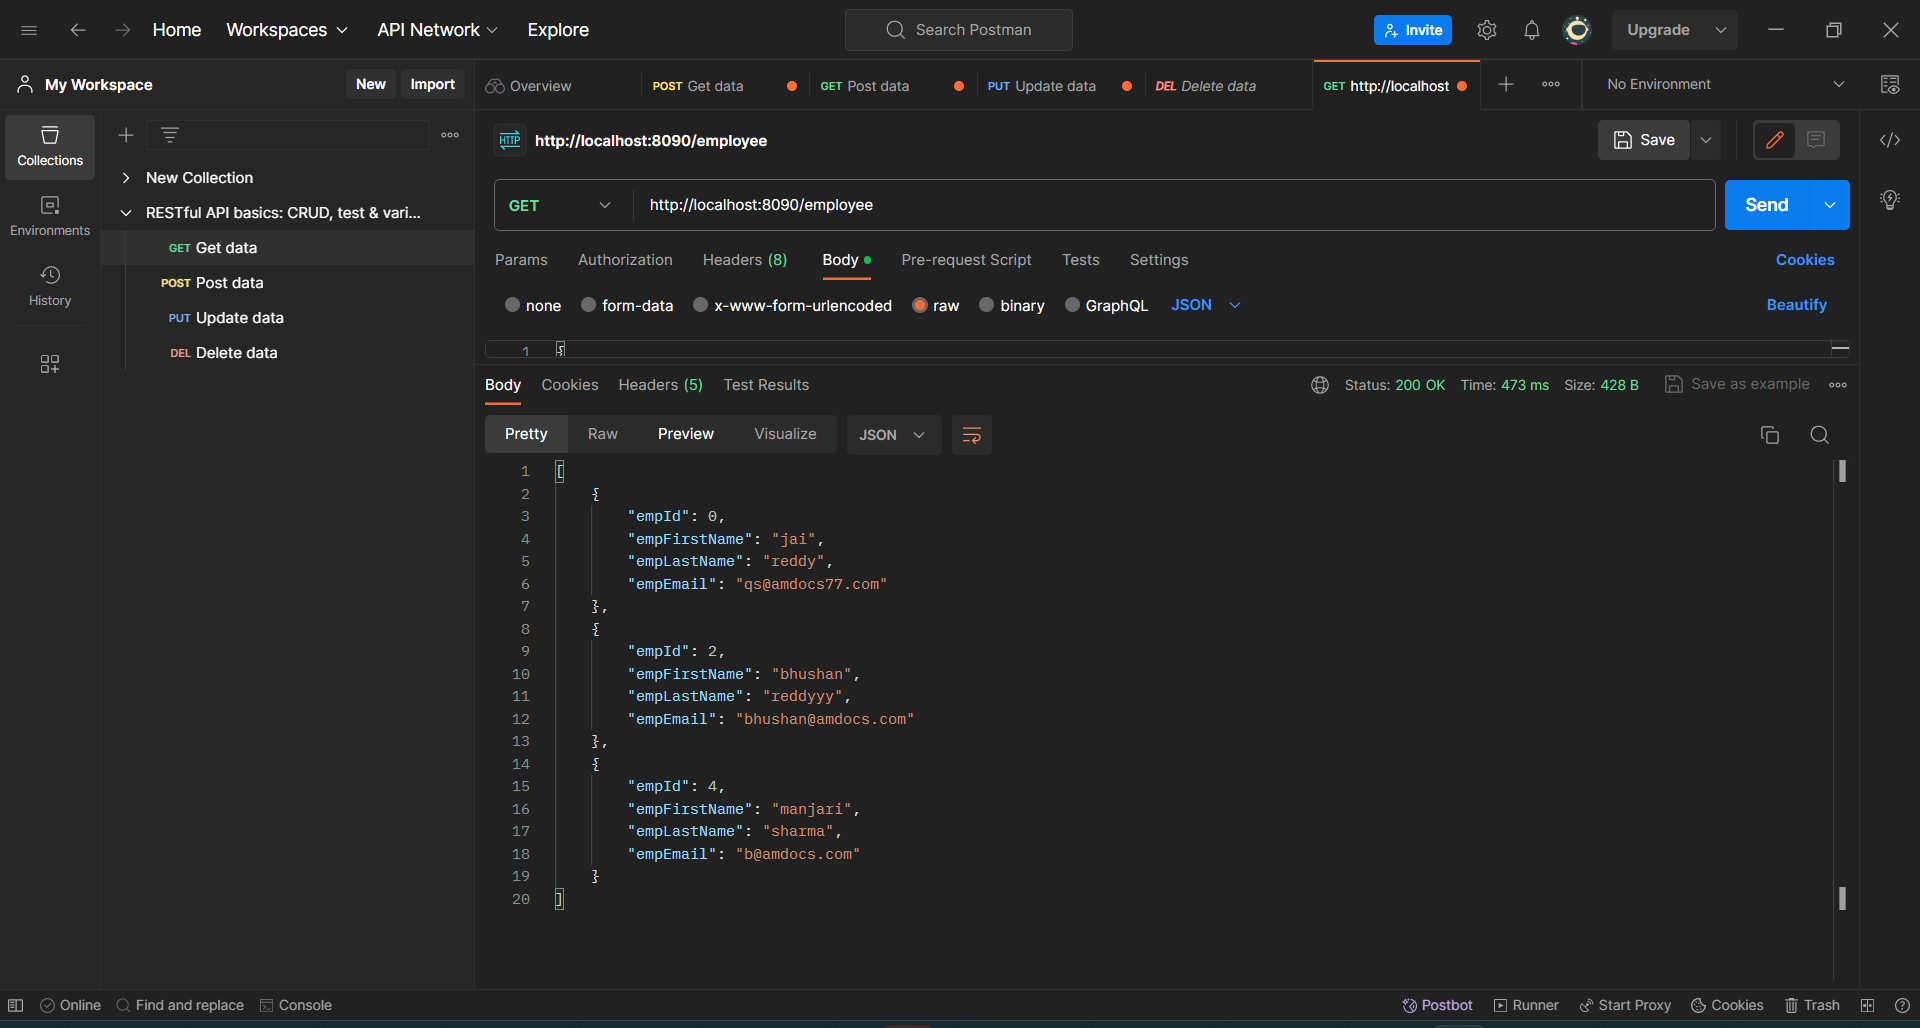 Home Workspaces API Network Explore Search Postman Invite Upgrade
My Workspace New Import
Overview POST Get data GET Post data PUT Update data DEL Delete data GET http://localhost No Environment
Collections
Environments
History
New Collection
RESTful API basics: CRUD, test & vari...
GET Get data
POST Post data
PUT Update data
DEL Delete data
HTTP http://localhost:8090/employee Save
GET http://localhost:8090/employee Send
Params Authorization Headers (8) Body Pre-request Script Tests Settings Cookies
none form-data x-www-form-urlencoded raw binary GraphQL JSON Beautify
1 {
Body Cookies Headers (5) Test Results Status: 200 OK Time: 473 ms Size: 428 B Save as example
Pretty Raw Preview Visualize JSON
1 [
2 {
3 "empId": 0,
4 "empFirstName": "jai",
5 "empLastName": "reddy",
6 "empEmail": "qs@amdocs77.com"
7 },
8 {
9 "empId": 2,
10 "empFirstName": "bhushan",
11 "empLastName": "reddyyy",
12 "empEmail": "bhushan@amdocs.com"
13 },
14 {
15 "empId": 4,
16 "empFirstName": "manjari",
17 "empLastName": "sharma",
18 "empEmail": "b@amdocs.com"
19 }
20 ]
Online Find and replace Console Postbot Runner Start Proxy Cookies Trash